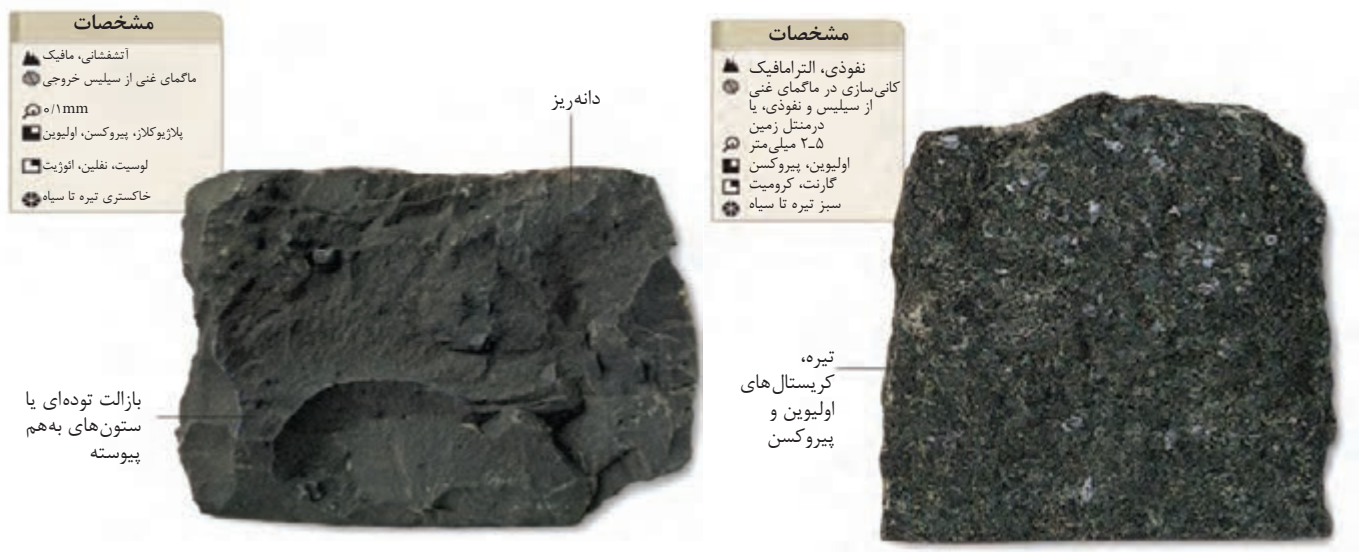 مشخصات
نفوذی، الترامافیک
کانی‌سازی در ماگمای غنی
از سیلیس و نفوذی، یا
درمنتل زمین
۵ـ۲ میلی‌متر
اولیوین، پیروکسن
گارنت، کرومیت
سبز تیره تا سیاه
تیره،
کریستال‌های
اولیوین و
پیروکسن
مشخصات
آتشفشانی، مافیک
ماگمای غنی از سیلیس خروجی
۰/۱mm
پلاژیوکلاز، پیروکسن، اولیوین
لوسیت، نفلین، ائوژیت
خاکستری تیره تا سیاه
دانه‌ریز
بازالت توده‌ای یا
ستون‌های به‌هم
پیوسته